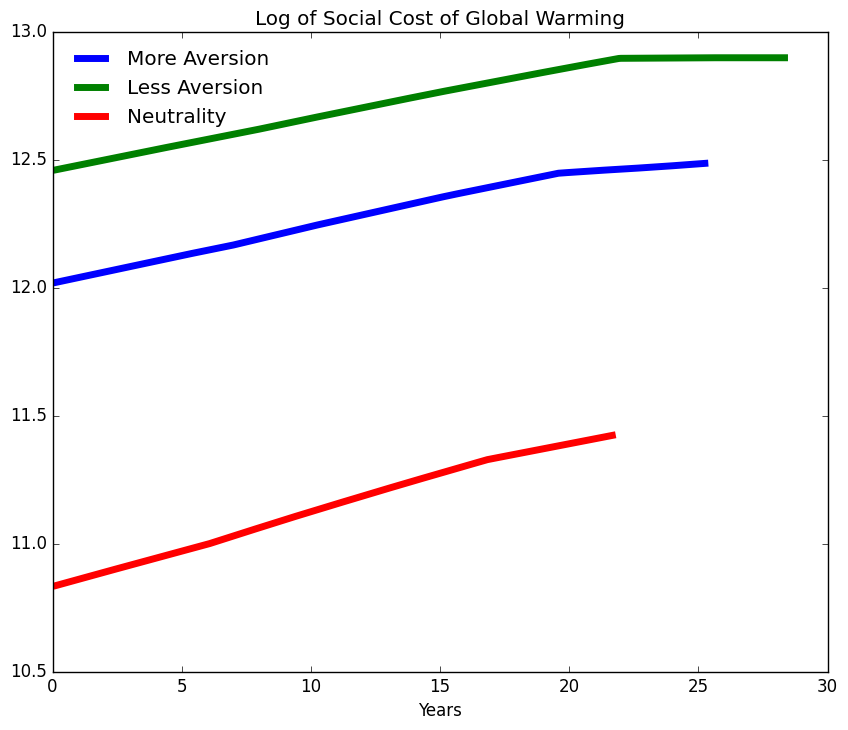 Log of Social Cost of Global Warming
13.0
More Aversion
Less Aversion
Neutrality
12.5
12.0
11.5
11.0
10.5
0 5 10 15 20 25 30
Years